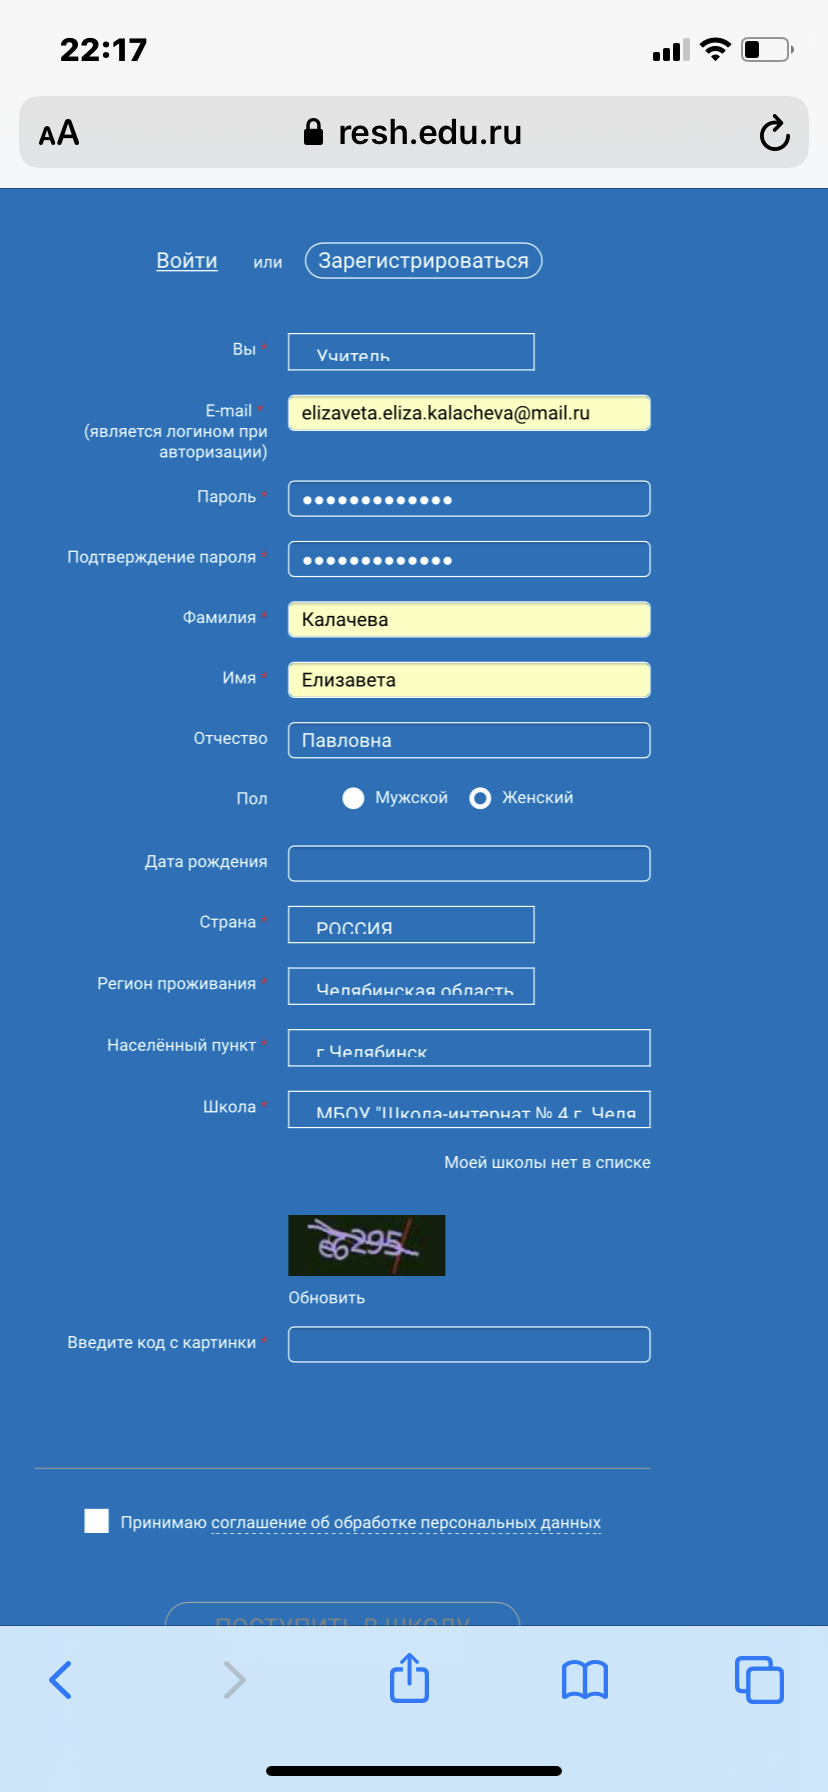 22:17
AA resh.edu.ru
Войти или Зарегистрироваться
Вы * Учитель
E-mail * elizaveta.eliza.kalacheva@mail.ru
(является логином при
авторизации)
Пароль * ●●●●●●●●●●●●●
Подтверждение пароля * ●●●●●●●●●●●●●
Фамилия * Калачева
Имя * Елизавета
Отчество Павловна
Пол Мужской Женский
Дата рождения
Страна * РОССИЯ
Регион проживания * Челябинская область
Населённый пункт * г Челябинск
Школа * МБОУ "Школа-интернат № 4 г. Челя
Моей школы нет в списке
Обновить
Введите код с картинки *
Принимаю соглашение об обработке персональных данных
ПОСТУПИТЬ В ШКОЛУ